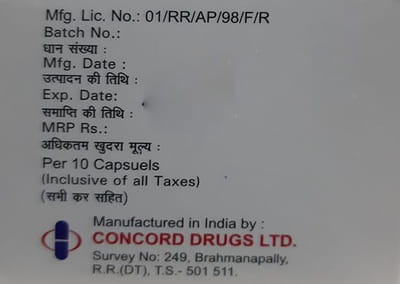 Mfg. Lic. No.: 01/RR/AP/98/F/R
Batch No.:
धान संख्या :
Mfg. Date :
उत्पादन की तिथि :
Exp. Date:
समाप्ति की तिथि :
MRP Rs.:
अधिकतम खुदरा मूल्य :
Per 10 Capsuels
(Inclusive of all Taxes)
(सभी कर सहित)
Manufactured in India by :
CONCORD DRUGS LTD.
Survey No: 249, Brahmanapally,
R.R.(DT), T.S.- 501 511.